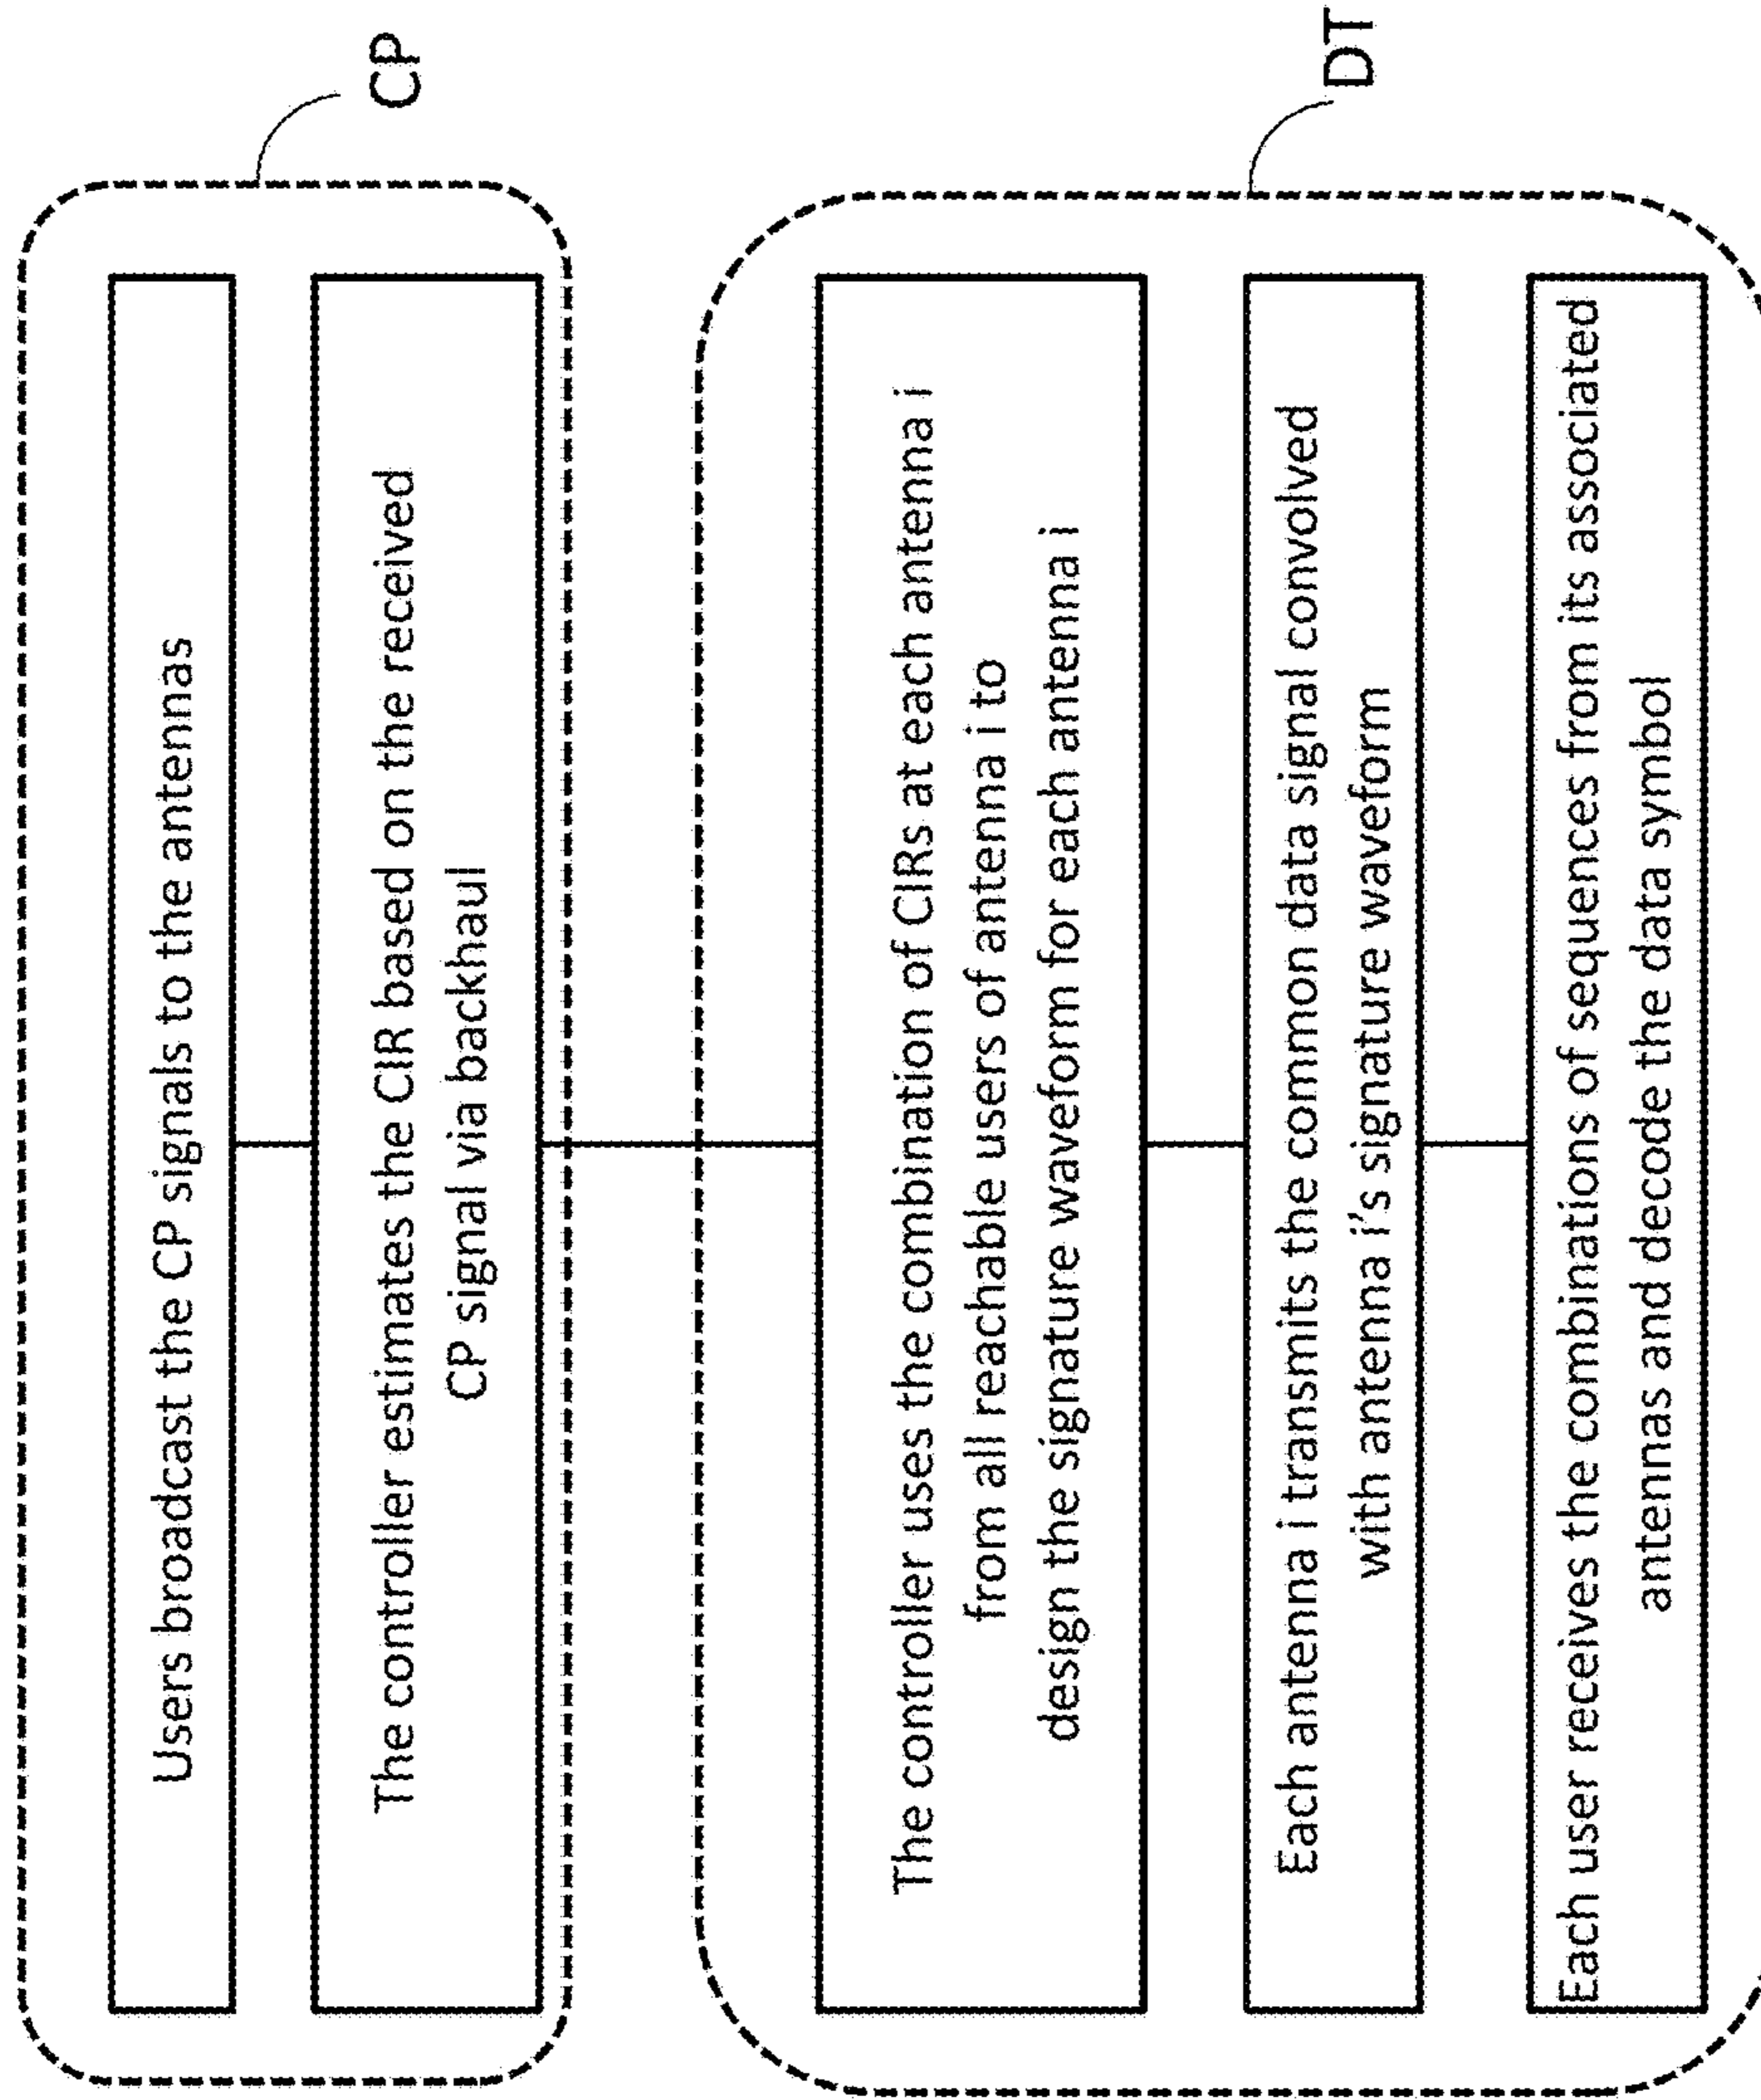 CP
Users broadcast the CP signals to the antennas
The controller estimates the CIR based on the received
CP signal via backhaul
DT
The controller uses the combination of CIRs at each antenna i
from all reachable users of antenna i to
design the signature waveform for each antenna i
Each antenna i transmits the common data signal convolved
with antenna i's signature waveform
Each user receives the combinations of sequences from its associated
antennas and decode the data symbol